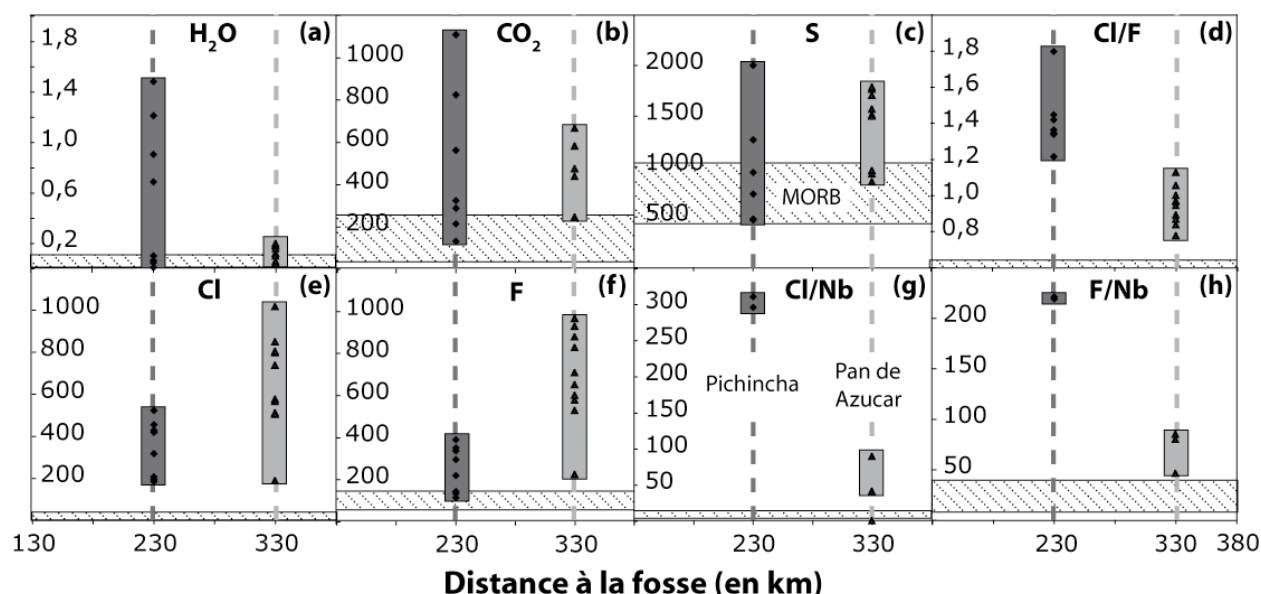 H₂O (a)
1,8
1,4
1,0
0,6
0,2
CO₂ (b)
1000
800
600
400
200
S (c)
2000
1500
1000
500
MORB
Cl/F (d)
1,8
1,6
1,4
1,2
1,0
0,8
Cl (e)
1000
800
600
400
200
F (f)
1000
800
600
400
200
Cl/Nb (g)
300
250
200
150
100
50
Pichincha
Pan de
Azucar
F/Nb (h)
200
150
100
50
130 230 330 230 330 230 330 230 330 380
Distance à la fosse (en km)